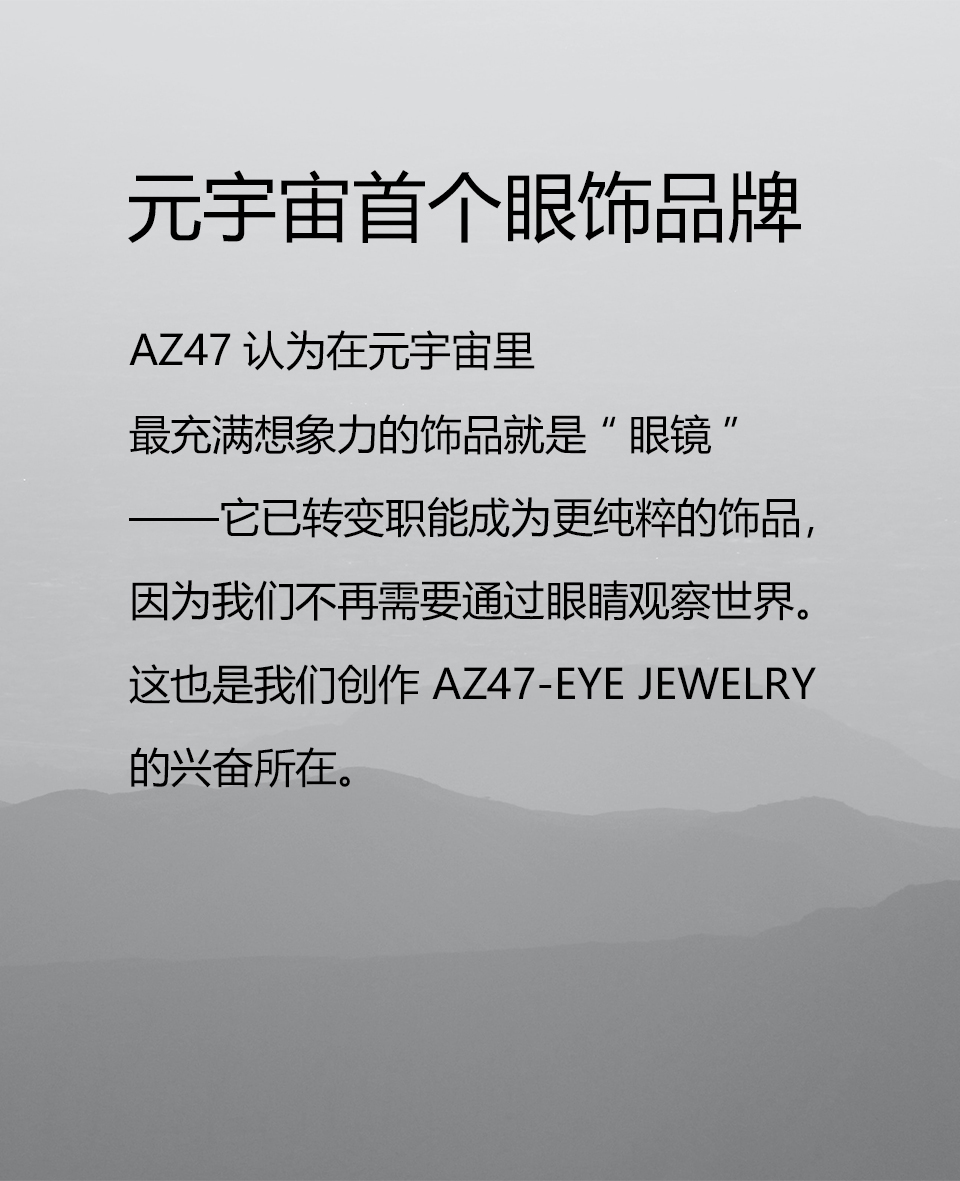 元宇宙首个眼饰品牌
AZ47 认为在元宇宙里
最充满想象力的饰品就是 “ 眼镜 ”
——它已转变职能成为更纯粹的饰品，
因为我们不再需要通过眼睛观察世界。
这也是我们创作 AZ47-EYE JEWELRY
的兴奋所在。